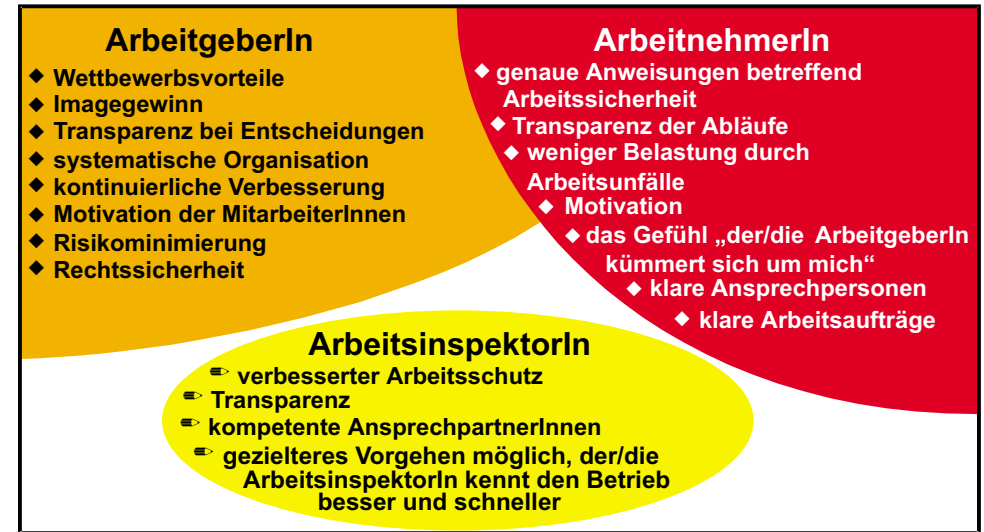 ArbeitgeberIn
◆ Wettbewerbsvorteile
◆ Imagegewinn
◆ Transparenz bei Entscheidungen
◆ systematische Organisation
◆ kontinuierliche Verbesserung
◆ Motivation der MitarbeiterInnen
◆ Risikominimierung
◆ Rechtssicherheit
ArbeitnehmerIn
◆ genaue Anweisungen betreffend
Arbeitssicherheit
◆ Transparenz der Abläufe
◆ weniger Belastung durch
Arbeitsunfälle
◆ Motivation
◆ das Gefühl „der/die ArbeitgeberIn
kümmert sich um mich“
◆ klare Ansprechpersonen
◆ klare Arbeitsaufträge
ArbeitsinspektorIn
✏ verbesserter Arbeitsschutz
✏ Transparenz
✏ kompetente AnsprechpartnerInnen
✏ gezielteres Vorgehen möglich, der/die
ArbeitsinspektorIn kennt den Betrieb
besser und schneller